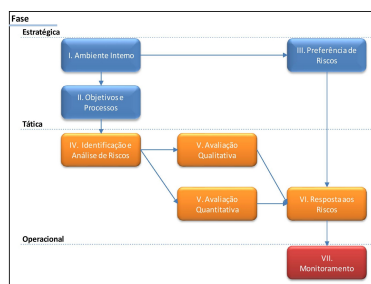 Fase
Estratégica
I. Ambiente Interno
III. Preferência de
Riscos
II. Objetivos e
Processos
Tática
IV. Identificação e
Análise de Riscos
V. Avaliação
Qualitativa
V. Avaliação
Quantitativa
VI. Resposta aos
Riscos
Operacional
VII.
Monitoramento